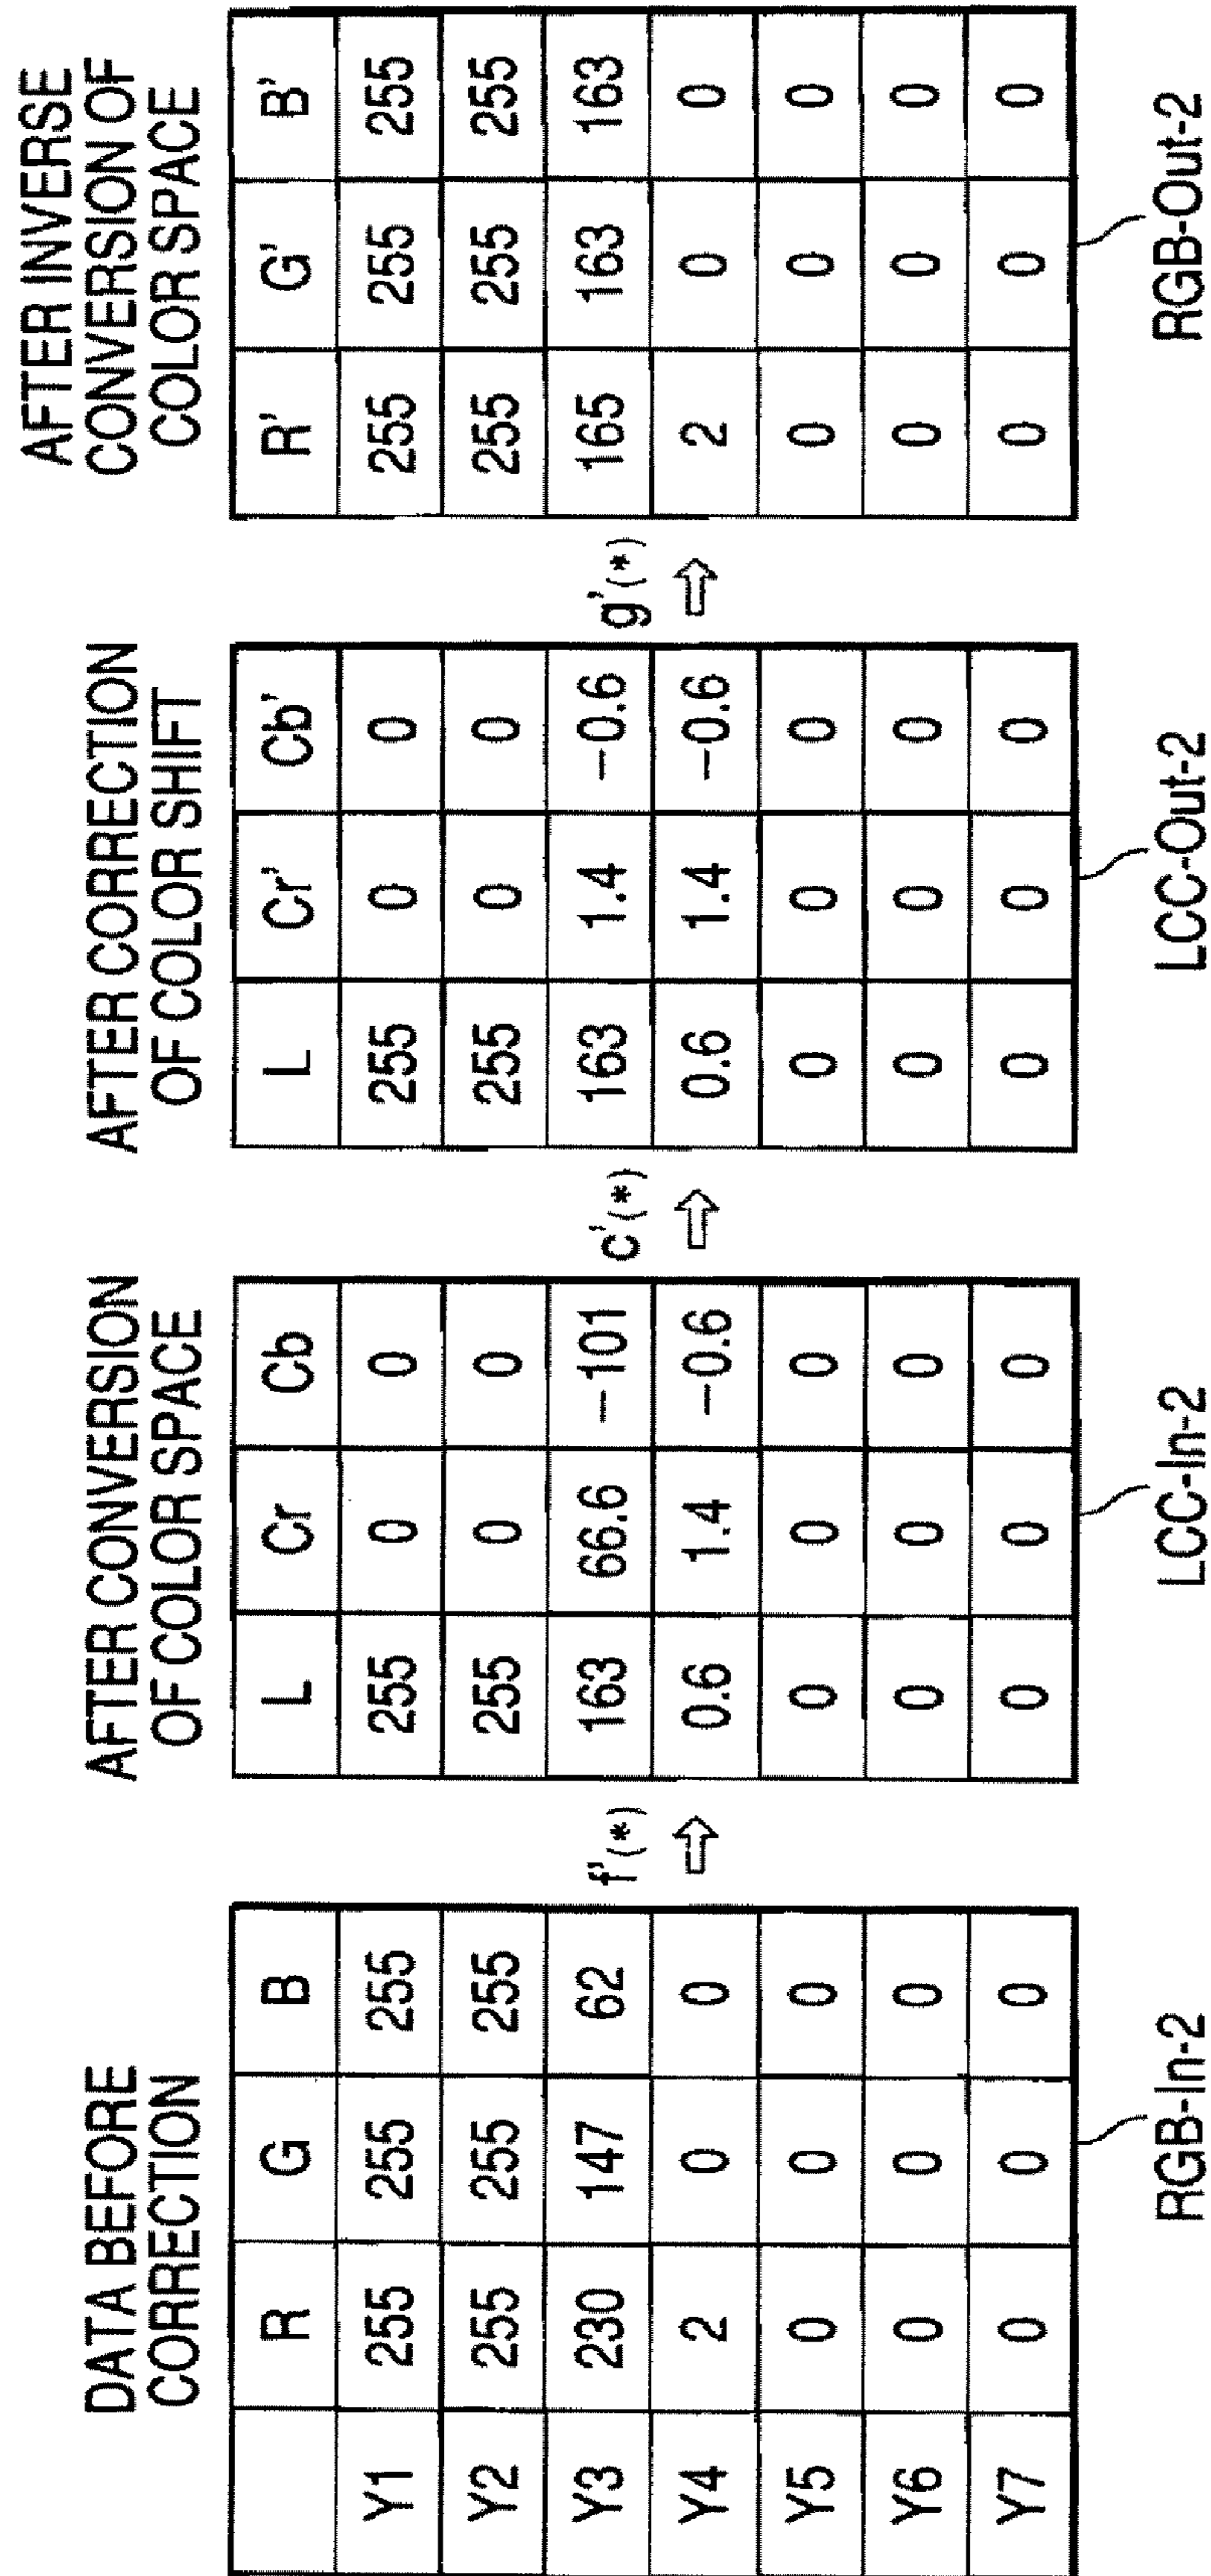 DATA BEFORE
CORRECTION
R G B
Y1 255 255 255
Y2 255 255 255
Y3 230 147 62
Y4 2 0 0
Y5 0 0 0
Y6 0 0 0
Y7 0 0 0
RGB-In-2
f'(*)
⇨
AFTER CONVERSION
OF COLOR SPACE
L Cr Cb
255 0 0
255 0 0
163 66.6 −101
0.6 1.4 −0.6
0 0 0
0 0 0
0 0 0
LCC-In-2
c'(*)
⇨
AFTER CORRECTION
OF COLOR SHIFT
L Cr' Cb'
255 0 0
255 0 0
163 1.4 −0.6
0.6 1.4 −0.6
0 0 0
0 0 0
0 0 0
LCC-Out-2
g'(*)
⇨
AFTER INVERSE
CONVERSION OF
COLOR SPACE
R' G' B'
255 255 255
255 255 255
165 163 163
2 0 0
0 0 0
0 0 0
0 0 0
RGB-Out-2